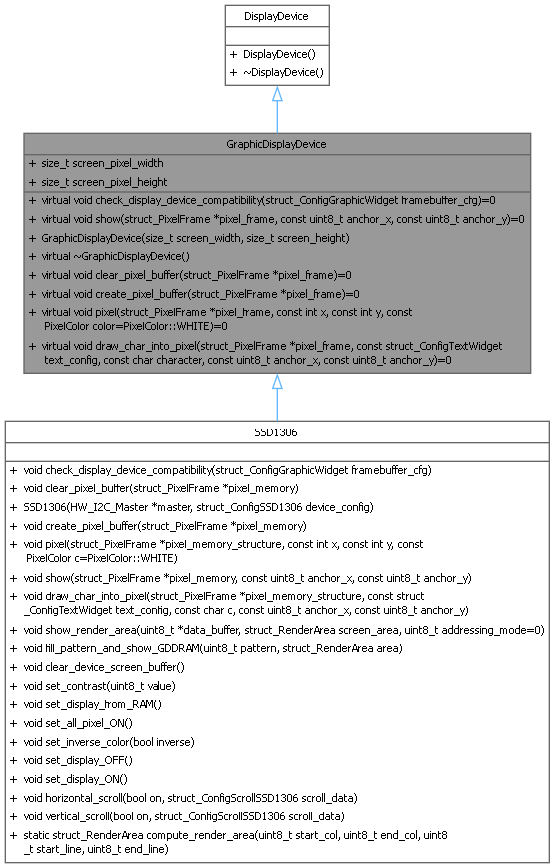 DisplayDevice
+ DisplayDevice()
+ ~DisplayDevice()
GraphicDisplayDevice
+ size_t screen_pixel_width
+ size_t screen_pixel_height
+ virtual void check_display_device_compatibility(struct_ConfigGraphicWidget framebuffer_cfg)=0
+ virtual void show(struct_PixelFrame *pixel_frame, const uint8_t anchor_x, const uint8_t anchor_y)=0
+ GraphicDisplayDevice(size_t screen_width, size_t screen_height)
+ virtual ~GraphicDisplayDevice()
+ virtual void clear_pixel_buffer(struct_PixelFrame *pixel_frame)=0
+ virtual void create_pixel_buffer(struct_PixelFrame *pixel_frame)=0
+ virtual void pixel(struct_PixelFrame *pixel_frame, const int x, const int y, const
PixelColor color=PixelColor::WHITE)=0
+ virtual void draw_char_into_pixel(struct_PixelFrame *pixel_frame, const struct_ConfigTextWidget
text_config, const char character, const uint8_t anchor_x, const uint8_t anchor_y)=0
SSD1306
+ void check_display_device_compatibility(struct_ConfigGraphicWidget framebuffer_cfg)
+ void clear_pixel_buffer(struct_PixelFrame *pixel_memory)
+ SSD1306(HW_I2C_Master *master, struct_ConfigSSD1306 device_config)
+ void create_pixel_buffer(struct_PixelFrame *pixel_memory)
+ void pixel(struct_PixelFrame *pixel_memory_structure, const int x, const int y, const
PixelColor c=PixelColor::WHITE)
+ void show(struct_PixelFrame *pixel_memory, const uint8_t anchor_x, const uint8_t anchor_y)
+ void draw_char_into_pixel(struct_PixelFrame *pixel_memory_structure, const struct
_ConfigTextWidget text_config, const char c, const uint8_t anchor_x, const uint8_t anchor_y)
+ void show_render_area(uint8_t *data_buffer, struct_RenderArea screen_area, uint8_t addressing_mode=0)
+ void fill_pattern_and_show_GDDRAM(uint8_t pattern, struct_RenderArea area)
+ void clear_device_screen_buffer()
+ void set_contrast(uint8_t value)
+ void set_display_from_RAM()
+ void set_all_pixel_ON()
+ void set_inverse_color(bool inverse)
+ void set_display_OFF()
+ void set_display_ON()
+ void horizontal_scroll(bool on, struct_ConfigScrollSSD1306 scroll_data)
+ void vertical_scroll(bool on, struct_ConfigScrollSSD1306 scroll_data)
+ static struct_RenderArea compute_render_area(uint8_t start_col, uint8_t end_col, uint8
_t start_line, uint8_t end_line)